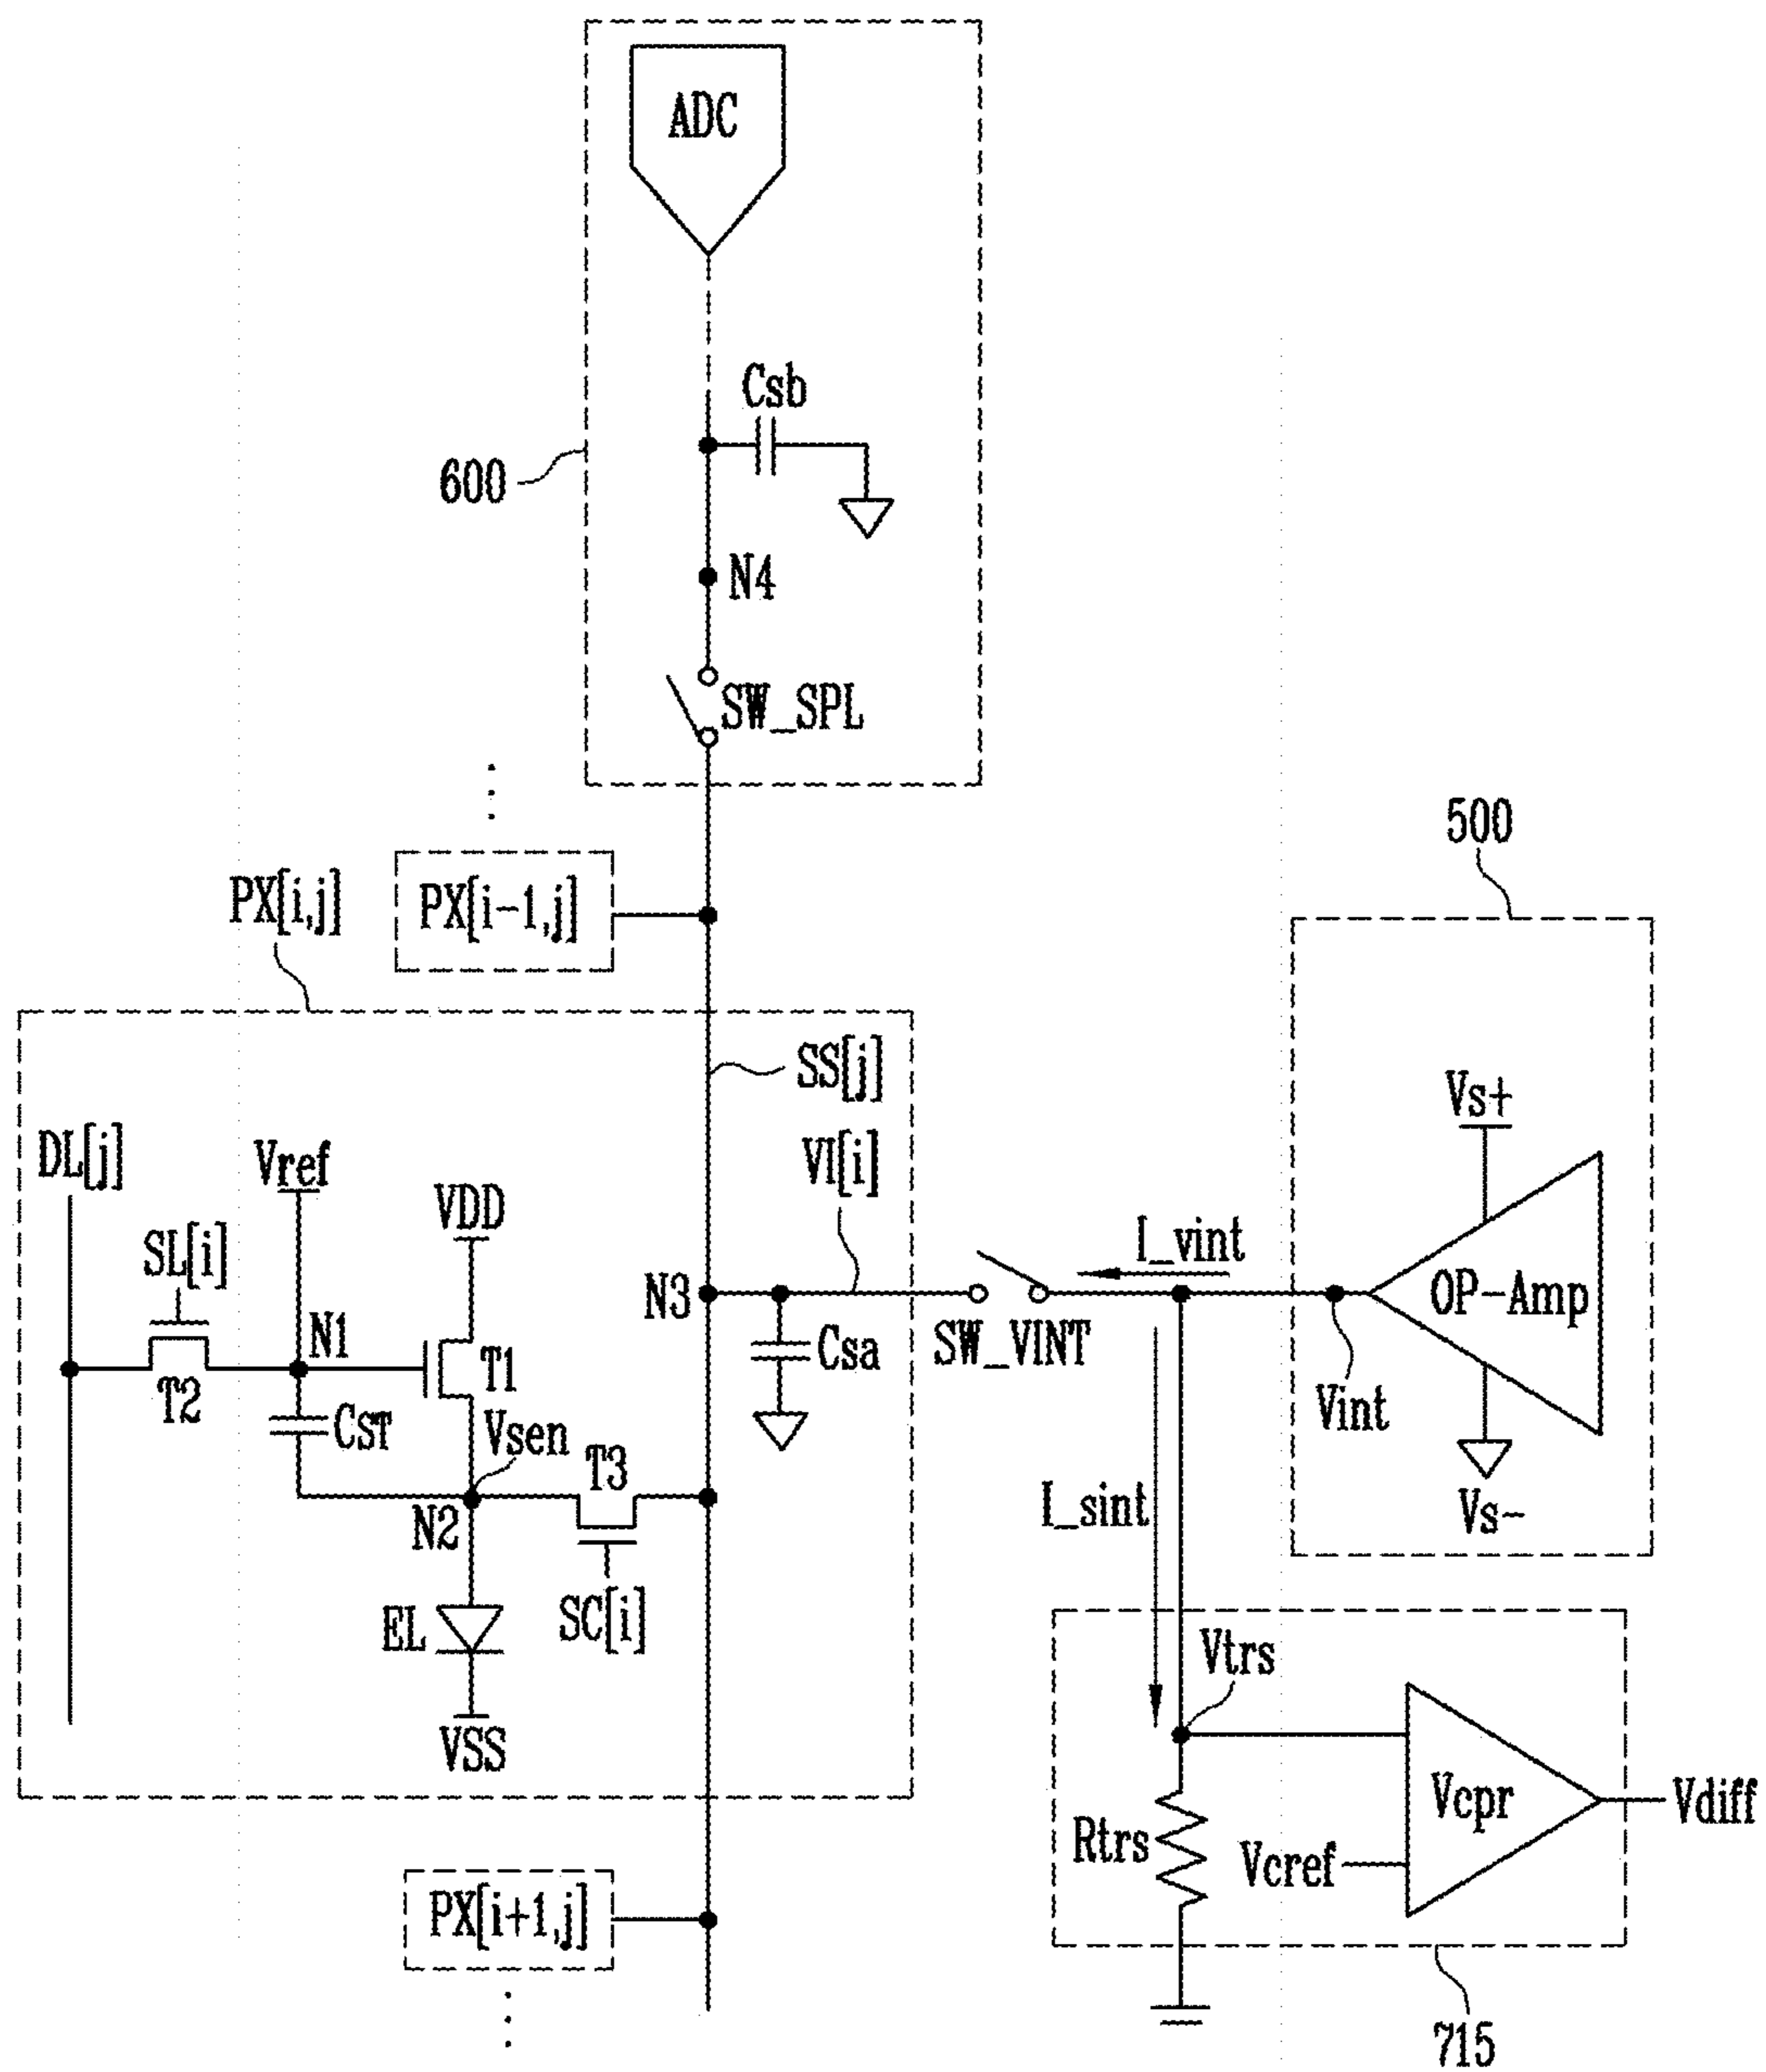 ADC
Csb
600
N4
SW_SPL
500
PX[i,j]
PX[i-1,j]
SS[j]
Vs+
DL[j]
Vref
VI[i]
VDD
SL[i]
I_vint
OP-Amp
N3
N1
T1
Csa
SW_VINT
T2
Vint
CST
Vsen
T3
I_sint
Vs-
N2
EL
SC[i]
Vtrs
VSS
Vcpr
Vdiff
Rtrs
Vcref
PX[i+1,j]
715